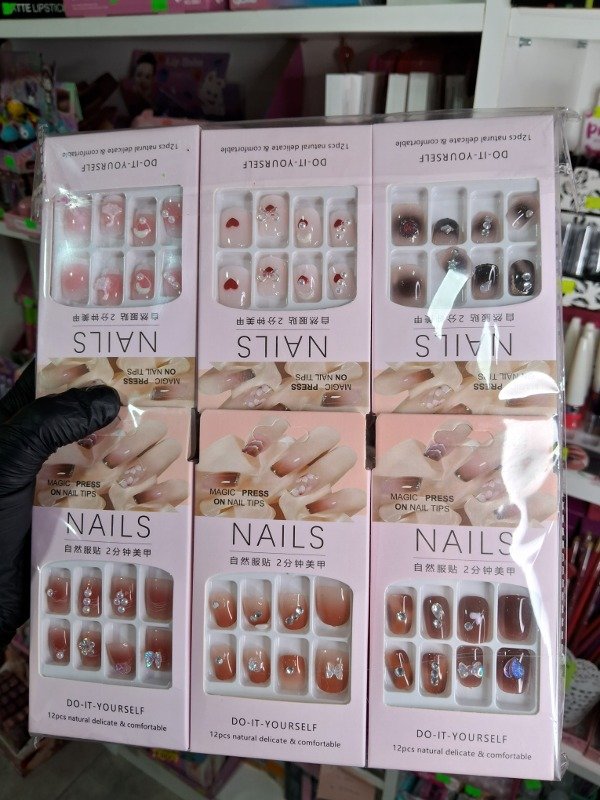 MATTE LIPSTICK
DO-IT-YOURSELF
12pcs natural delicate & comfortable
自然服贴 2分钟美甲
NAILS
MAGIC PRESS
ON NAIL TIPS
DO-IT-YOURSELF
12pcs natural delicate & comfortable
自然服贴 2分钟美甲
NAILS
MAGIC PRESS
ON NAIL TIPS
DO-IT-YOURSELF
12pcs natural delicate & comfortable
自然服贴 2分钟美甲
NAILS
MAGIC PRESS
ON NAIL TIPS
MAGIC PRESS
ON NAIL TIPS
NAILS
自然服贴 2分钟美甲
DO-IT-YOURSELF
12pcs natural delicate & comfortable
MAGIC PRESS
ON NAIL TIPS
NAILS
自然服贴 2分钟美甲
DO-IT-YOURSELF
12pcs natural delicate & comfortable
MAGIC PRESS
ON NAIL TIPS
NAILS
自然服贴 2分钟美甲
DO-IT-YOURSELF
12pcs natural delicate & comfortable